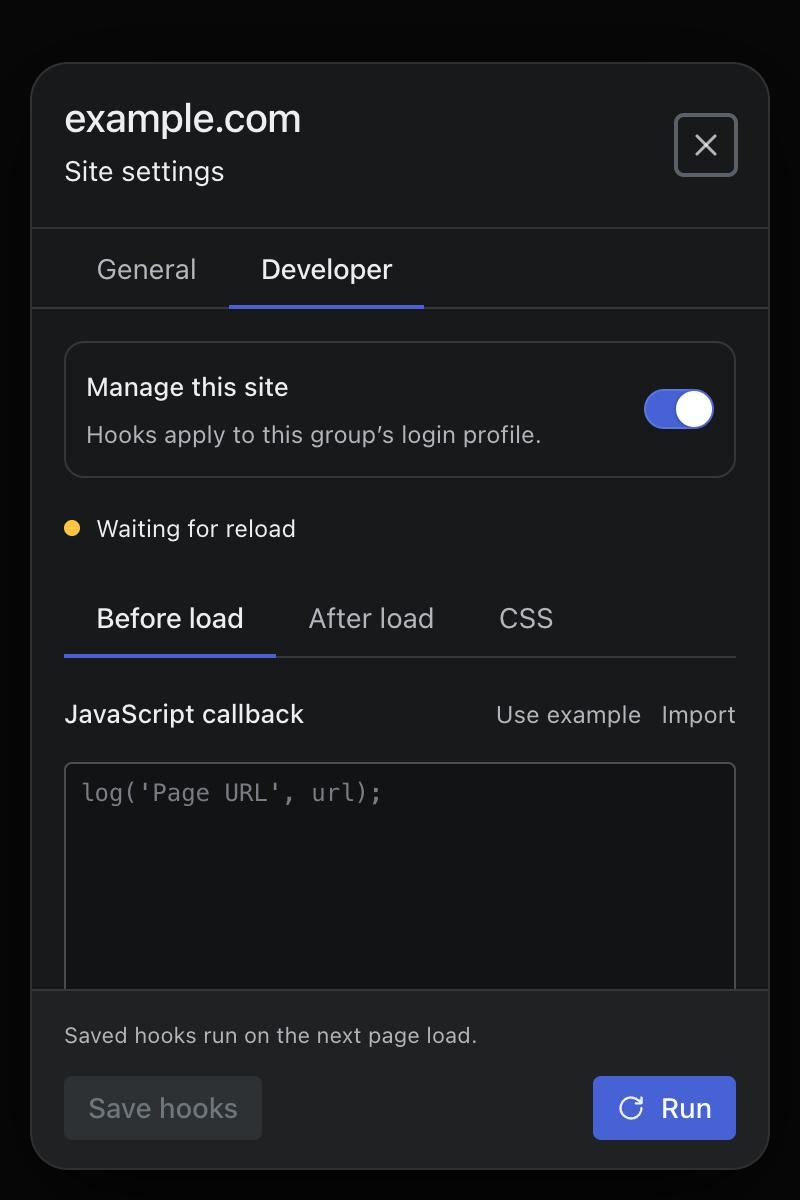 example.com
Site settings
General Developer
Manage this site
Hooks apply to this group’s login profile.
Waiting for reload
Before load After load CSS
JavaScript callback Use example Import
log('Page URL', url);
Saved hooks run on the next page load.
Save hooks Run